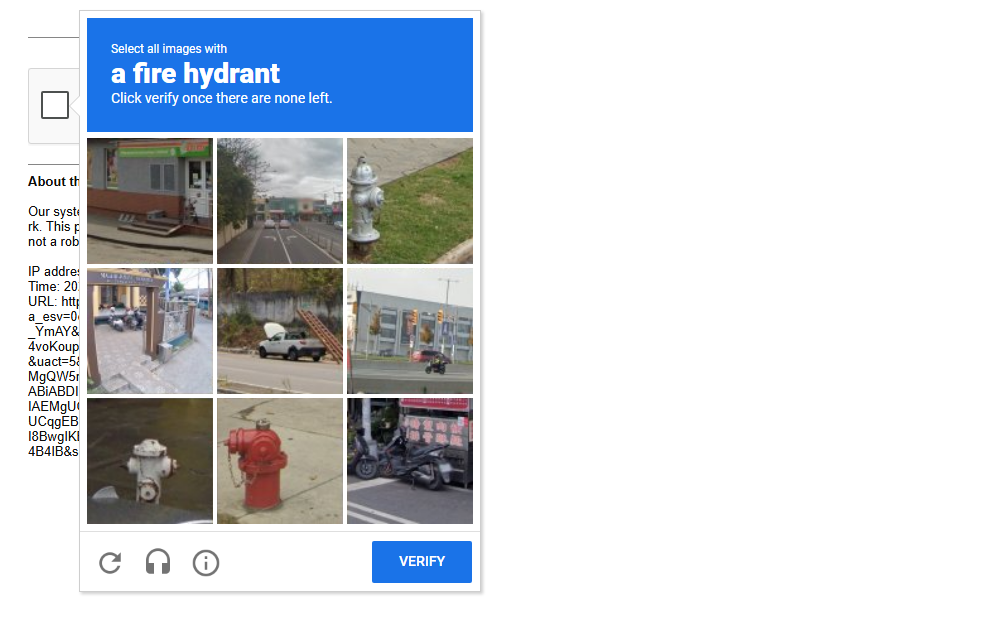 Select all images with
a fire hydrant
Click verify once there are none left.
About th
Our syste
rk. This p
not a rob
IP addres
Time: 20
URL: http
a_esv=0
_YmAY&
4voKoup
&uact=5&
MgQW5r
ABiABDI
IAEMgU
UCqgEB
I8BwgIKI
4B4IB&s
VERIFY